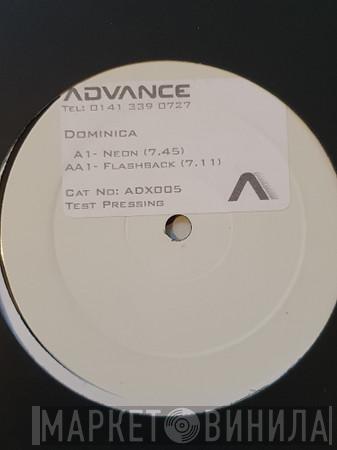 ADVANCE
TEL: 0141 339 0727
DOMINICA
A1- NEON (7.45)
AA1- FLASHBACK (7.11)
CAT NO: ADX005
TEST PRESSING
МАРКЕТ ВИНИЛА